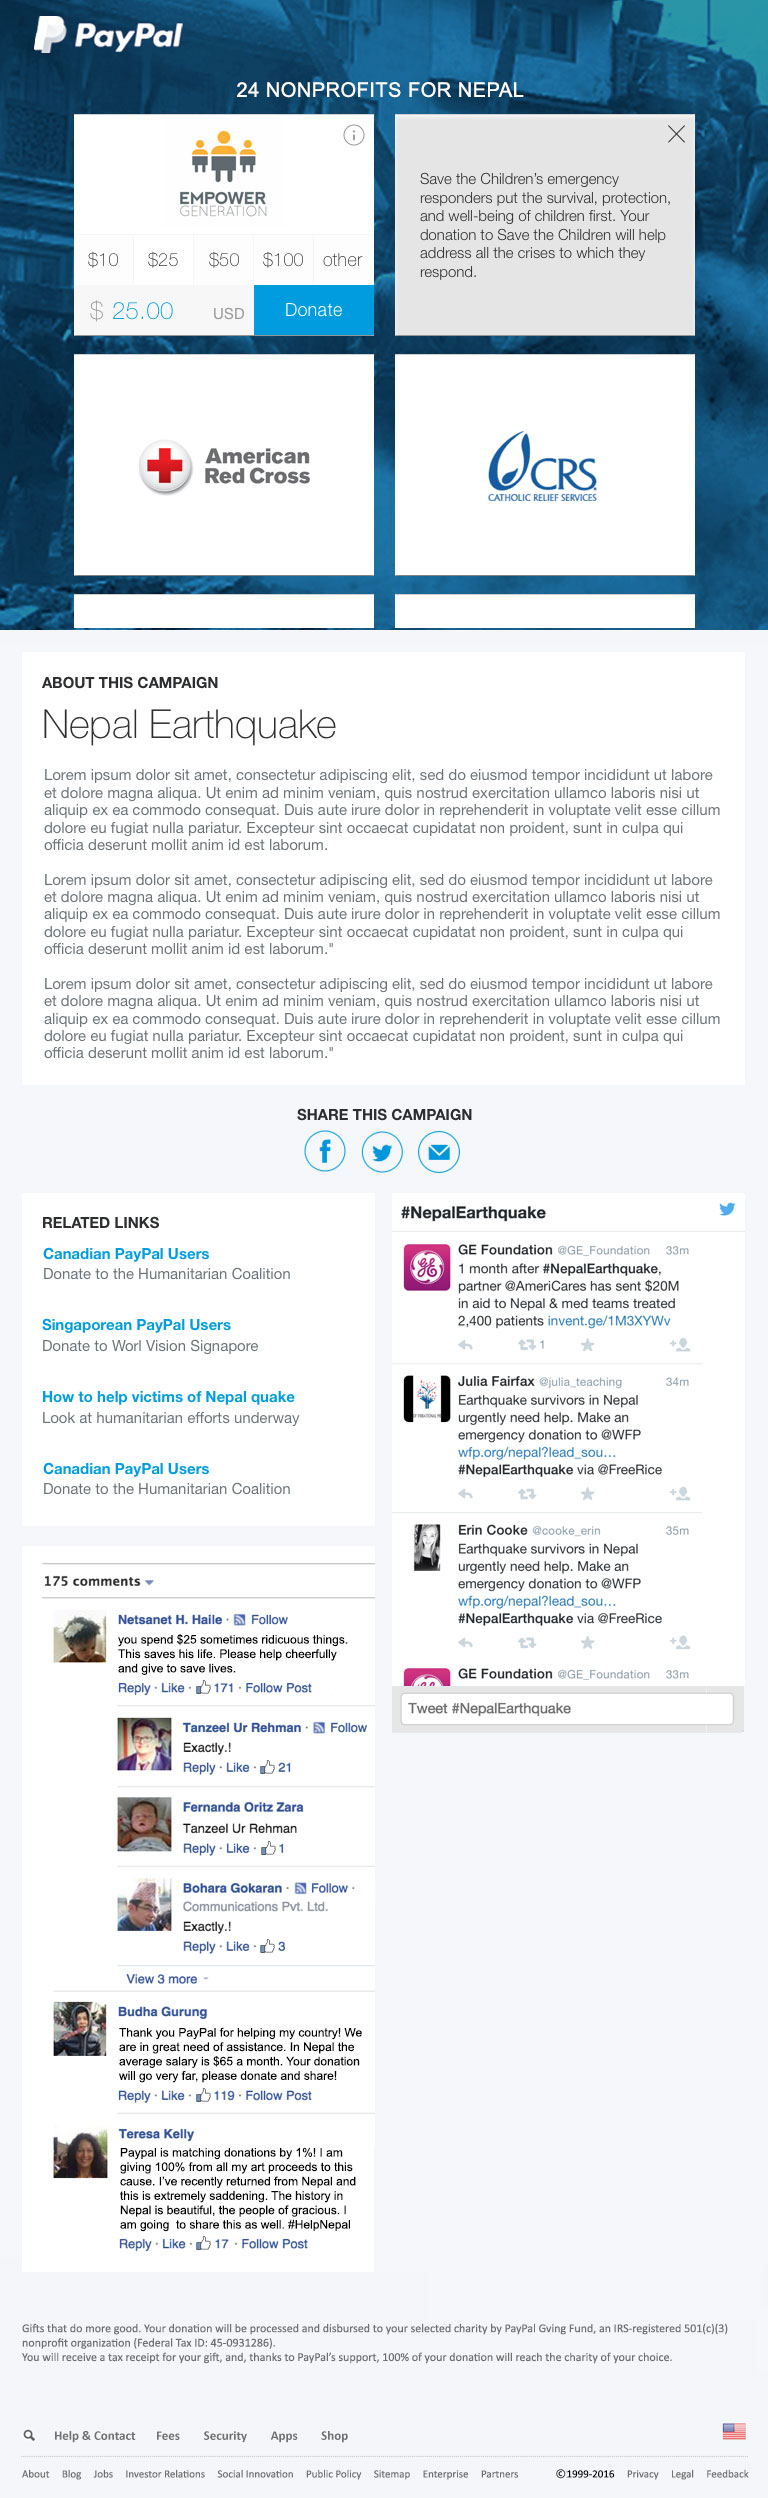 PayPal
24 NONPROFITS FOR NEPAL
EMPOWER
GENERATION
$10
$25
$50
$100
other
$ 25.00
USD
Donate
Save the Children's emergency
responders put the survival, protection,
and well-being of children first. Your
donation to Save the Children will help
address all the crises to which they
respond.
American
Red Cross
CRS
CATHOLIC RELIEF SERVICES
ABOUT THIS CAMPAIGN
Nepal Earthquake
Lorem ipsum dolor sit amet, consectetur adipiscing elit, sed do eiusmod tempor incididunt ut labore
et dolore magna aliqua. Ut enim ad minim veniam, quis nostrud exercitation ullamco laboris nisi ut
aliquip ex ea commodo consequat. Duis aute irure dolor in reprehenderit in voluptate velit esse cillum
dolore eu fugiat nulla pariatur. Excepteur sint occaecat cupidatat non proident, sunt in culpa qui
officia deserunt mollit anim id est laborum.
Lorem ipsum dolor sit amet, consectetur adipiscing elit, sed do eiusmod tempor incididunt ut labore
et dolore magna aliqua. Ut enim ad minim veniam, quis nostrud exercitation ullamco laboris nisi ut
aliquip ex ea commodo consequat. Duis aute irure dolor in reprehenderit in voluptate velit esse cillum
dolore eu fugiat nulla pariatur. Excepteur sint occaecat cupidatat non proident, sunt in culpa qui
officia deserunt mollit anim id est laborum."
Lorem ipsum dolor sit amet, consectetur adipiscing elit, sed do eiusmod tempor incididunt ut labore
et dolore magna aliqua. Ut enim ad minim veniam, quis nostrud exercitation ullamco laboris nisi ut
aliquip ex ea commodo consequat. Duis aute irure dolor in reprehenderit in voluptate velit esse cillum
dolore eu fugiat nulla pariatur. Excepteur sint occaecat cupidatat non proident, sunt in culpa qui
officia deserunt mollit anim id est laborum."
SHARE THIS CAMPAIGN
RELATED LINKS
Canadian PayPal Users
Donate to the Humanitarian Coalition
Singaporean PayPal Users
Donate to Worl Vision Signapore
How to help victims of Nepal quake
Look at humanitarian efforts underway
Canadian PayPal Users
Donate to the Humanitarian Coalition
#NepalEarthquake
GE Foundation @GE_Foundation 33m
1 month after #NepalEarthquake,
partner @AmeriCares has sent $20M
in aid to Nepal & med teams treated
2,400 patients invent.ge/1M3XYWv
1
Julia Fairfax @julia_teaching 34m
Earthquake survivors in Nepal
urgently need help. Make an
emergency donation to @WFP
wfp.org/nepal?lead_sou…
#NepalEarthquake via @FreeRice
Erin Cooke @cooke_erin 35m
Earthquake survivors in Nepal
urgently need help. Make an
emergency donation to @WFP
wfp.org/nepal?lead_sou…
#NepalEarthquake via @FreeRice
GE Foundation @GE_Foundation 33m
Tweet #NepalEarthquake
175 comments
Netsanet H. Haile · Follow
you spend $25 sometimes ridicuous things.
This saves his life. Please help cheerfully
and give to save lives.
Reply · Like · 171 · Follow Post
Tanzeel Ur Rehman · Follow
Exactly.!
Reply · Like · 21
Fernanda Oritz Zara
Tanzeel Ur Rehman
Reply · Like · 1
Bohara Gokaran · Follow ·
Communications Pvt. Ltd.
Exactly.!
Reply · Like · 3
View 3 more
Budha Gurung
Thank you PayPal for helping my country! We
are in great need of assistance. In Nepal the
average salary is $65 a month. Your donation
will go very far, please donate and share!
Reply · Like · 119 · Follow Post
Teresa Kelly
Paypal is matching donations by 1%! I am
giving 100% from all my art proceeds to this
cause. I've recently returned from Nepal and
this is extremely saddening. The history in
Nepal is beautiful, the people of gracious. I
am going to share this as well. #HelpNepal
Reply · Like · 17 · Follow Post
Gifts that do more good. Your donation will be processed and disbursed to your selected charity by PayPal Gving Fund, an IRS-registered 501(c)(3)
nonprofit organization (Federal Tax ID: 45-0931286).
You will receive a tax receipt for your gift, and, thanks to PayPal's support, 100% of your donation will reach the charity of your choice.
Help & Contact Fees Security Apps Shop
About Blog Jobs Investor Relations Social Innovation Public Policy Sitemap Enterprise Partners ©1999-2016 Privacy Legal Feedback